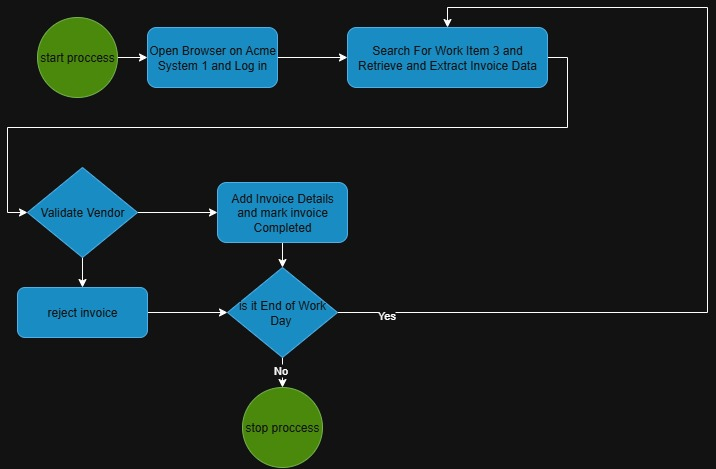 start proccess
Open Browser on Acme
System 1 and Log in
Search For Work Item 3 and
Retrieve and Extract Invoice Data
Validate Vendor
Add Invoice Details
and mark invoice
Completed
reject invoice
is it End of Work
Day
Yes
No
stop proccess